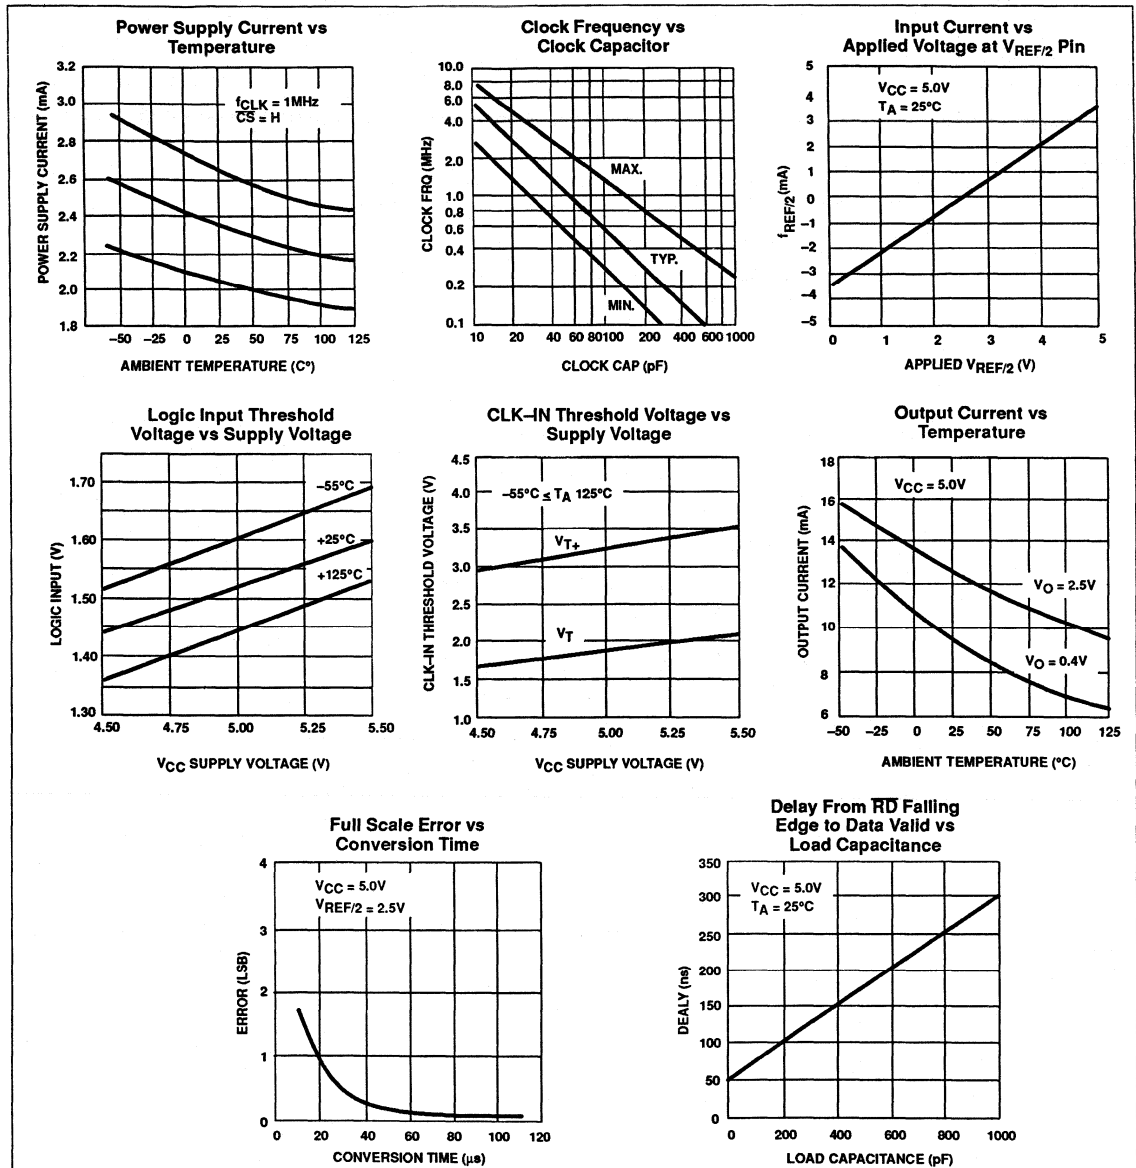 Power Supply Current vs
Temperature
3.2
3.0
2.8
2.6
2.4
2.2
2.0
1.8
POWER SUPPLY CURRENT (mA)
fCLK = 1MHz
CS = H
–50 –25 0 25 50 75 100 125
AMBIENT TEMPERATURE (C°)
Clock Frequency vs
Clock Capacitor
10.0
8.0
6.0
4.0
2.0
1.0
0.8
0.6
0.4
0.2
0.1
CLOCK FRQ (MHz)
MAX.
TYP.
MIN.
10 20 40 60 80100 200 400 600 1000
CLOCK CAP (pF)
Input Current vs
Applied Voltage at VREF/2 Pin
5
4
3
2
1
0
–1
–2
–3
–4
–5
fREF/2 (mA)
VCC = 5.0V
TA = 25°C
0 1 2 3 4 5
APPLIED VREF/2 (V)
Logic Input Threshold
Voltage vs Supply Voltage
1.70
1.60
1.50
1.40
1.30
LOGIC INPUT (V)
–55°C
+25°C
+125°C
4.50 4.75 5.00 5.25 5.50
VCC SUPPLY VOLTAGE (V)
CLK–IN Threshold Voltage vs
Supply Voltage
4.5
4.0
3.5
3.0
2.5
2.0
1.5
1.0
CLK–IN THRESHOLD VOLTAGE (V)
–55°C ≤ TA 125°C
VT+
VT
4.50 4.75 5.00 5.25 5.50
VCC SUPPLY VOLTAGE (V)
Output Current vs
Temperature
18
16
14
12
10
8
6
OUTPUT CURRENT (mA)
VCC = 5.0V
VO = 2.5V
VO = 0.4V
–50 –25 0 25 50 75 100 125
AMBIENT TEMPERATURE (°C)
Full Scale Error vs
Conversion Time
4
3
2
1
0
ERROR (LSB)
VCC = 5.0V
VREF/2 = 2.5V
0 20 40 60 80 100 120
CONVERSION TIME (µs)
Delay From RD Falling
Edge to Data Valid vs
Load Capacitance
350
300
250
200
150
100
50
0
DEALY (ns)
VCC = 5.0V
TA = 25°C
0 200 400 600 800 1000
LOAD CAPACITANCE (pF)